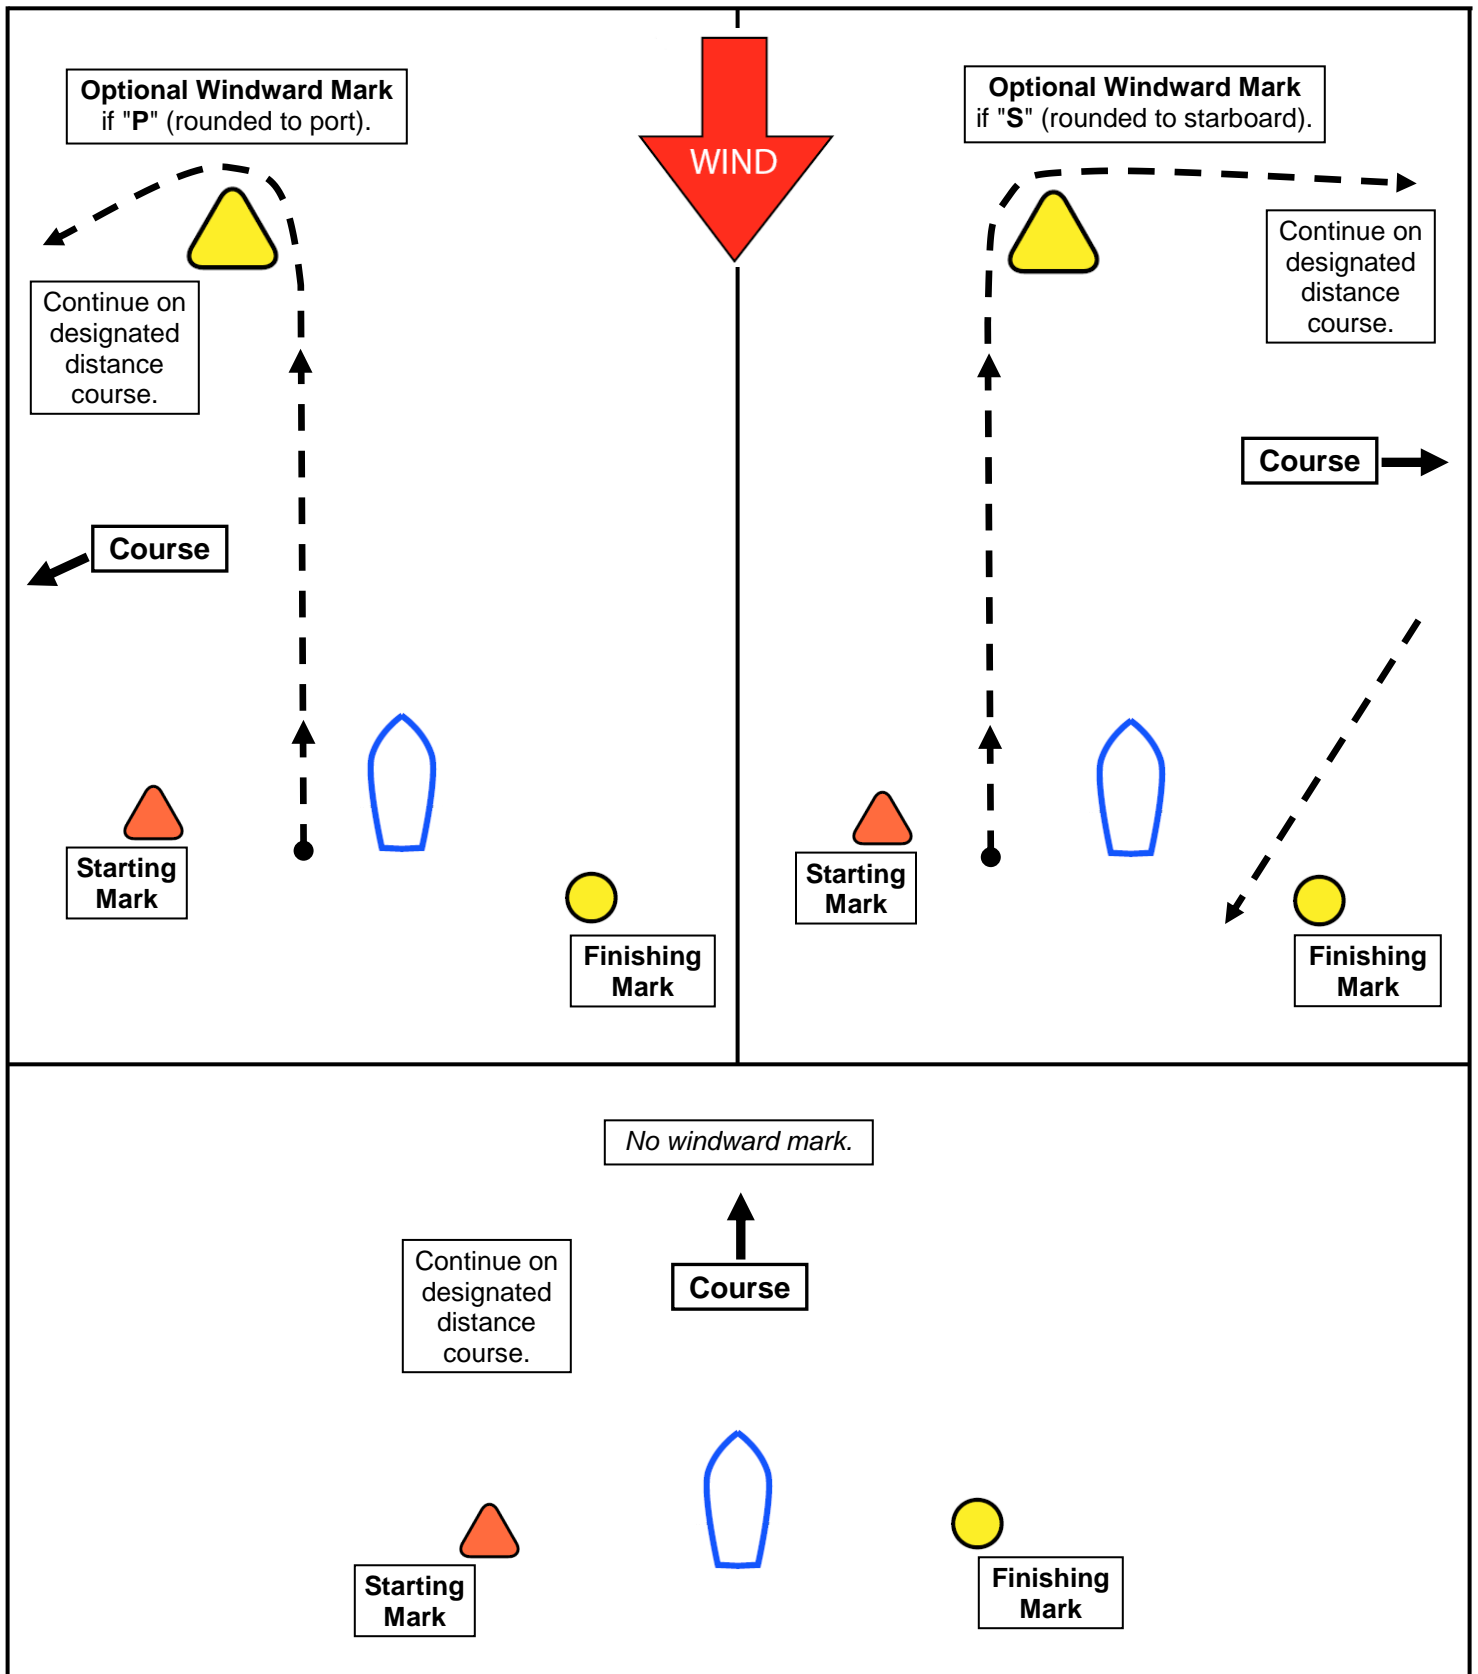 Optional Windward Mark
if "P" (rounded to port).
WIND
Optional Windward Mark
if "S" (rounded to starboard).
Continue on
designated
distance
course.
Continue on
designated
distance
course.
Course
Course
Starting
Mark
Finishing
Mark
Starting
Mark
Finishing
Mark
No windward mark.
Continue on
designated
distance
course.
Course
Starting
Mark
Finishing
Mark